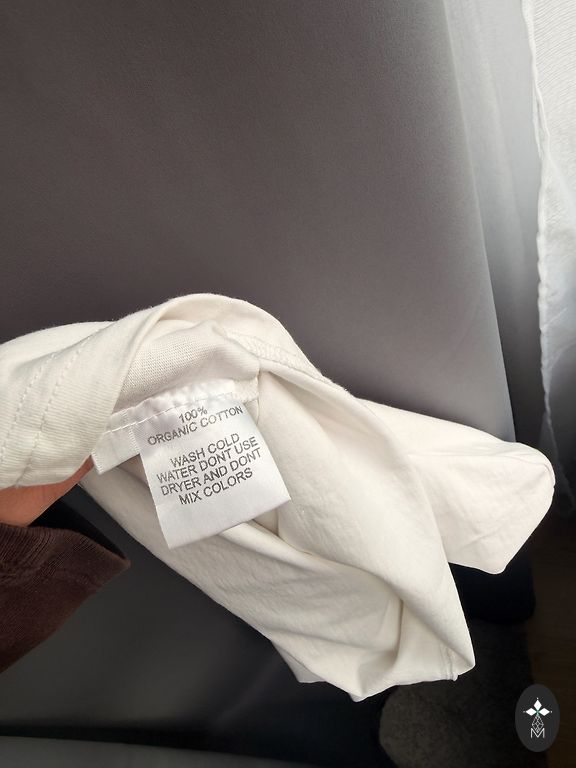 100%
ORGANIC COTTON
WASH COLD
WATER DONT USE
DRYER AND DONT
MIX COLORS
M